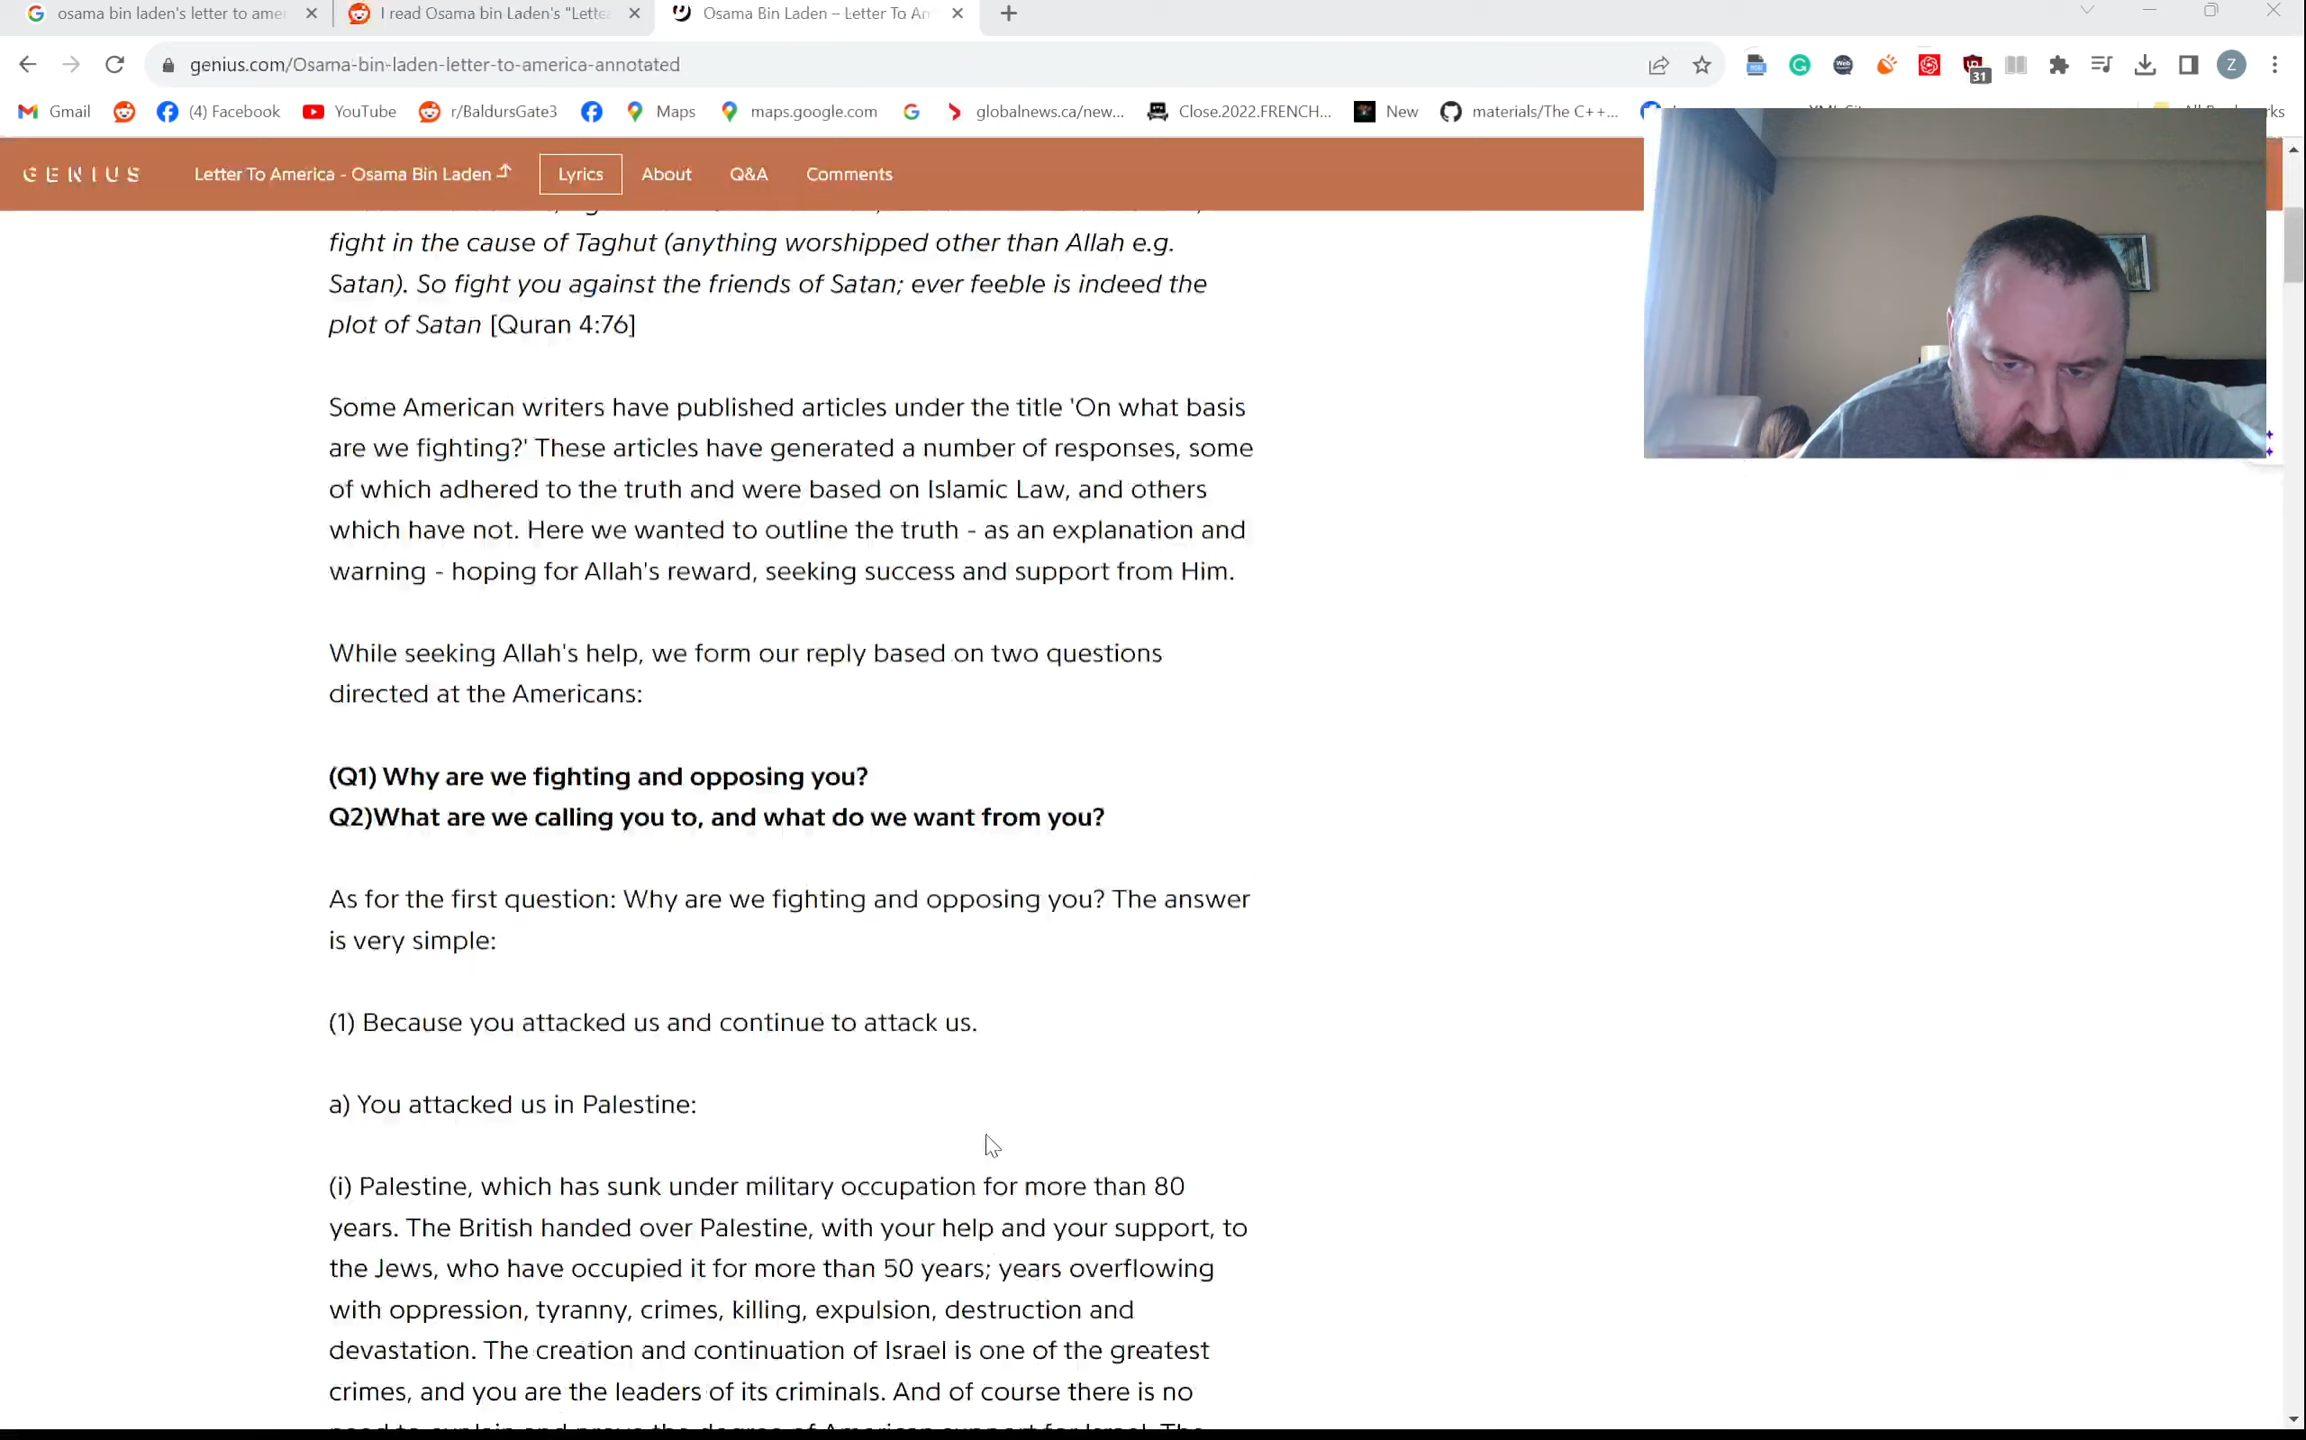 osama bin laden's letter to amer
I read Osama bin Laden's "Lette
Osama Bin Laden – Letter To Am
genius.com/Osama-bin-laden-letter-to-america-annotated
31
Z
Gmail
(4) Facebook
YouTube
r/BaldursGate3
Maps
maps.google.com
globalnews.ca/new...
Close.2022.FRENCH...
New
materials/The C++...
GENIUS
Letter To America - Osama Bin Laden
Lyrics
About
Q&A
Comments
fight in the cause of Taghut (anything worshipped other than Allah e.g.
Satan). So fight you against the friends of Satan; ever feeble is indeed the
plot of Satan [Quran 4:76]
Some American writers have published articles under the title 'On what basis
are we fighting?' These articles have generated a number of responses, some
of which adhered to the truth and were based on Islamic Law, and others
which have not. Here we wanted to outline the truth - as an explanation and
warning - hoping for Allah's reward, seeking success and support from Him.
While seeking Allah's help, we form our reply based on two questions
directed at the Americans:
(Q1) Why are we fighting and opposing you?
Q2)What are we calling you to, and what do we want from you?
As for the first question: Why are we fighting and opposing you? The answer
is very simple:
(1) Because you attacked us and continue to attack us.
a) You attacked us in Palestine:
(i) Palestine, which has sunk under military occupation for more than 80
years. The British handed over Palestine, with your help and your support, to
the Jews, who have occupied it for more than 50 years; years overflowing
with oppression, tyranny, crimes, killing, expulsion, destruction and
devastation. The creation and continuation of Israel is one of the greatest
crimes, and you are the leaders of its criminals. And of course there is no